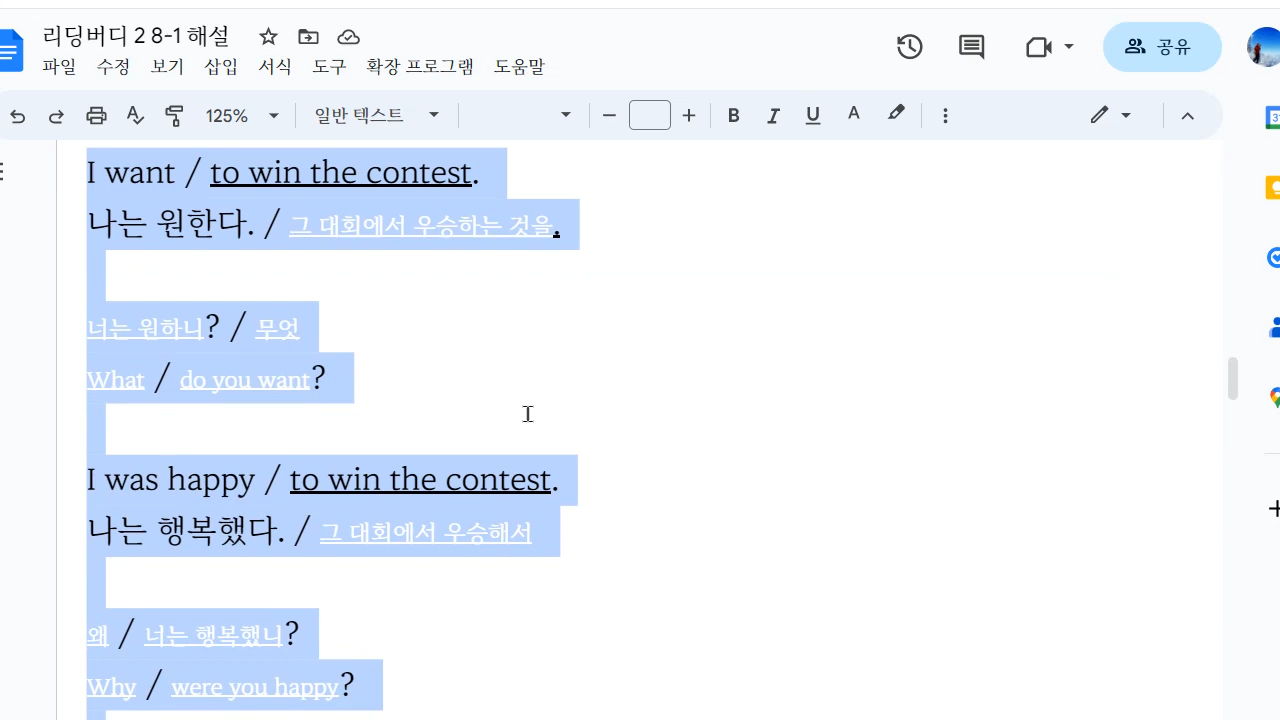 리딩버디 2 8-1 해설
파일 수정 보기 삽입 서식 도구 확장 프로그램 도움말
공유
125% 일반 텍스트 B I U A
I want / to win the contest.
나는 원한다. / 그 대회에서 우승하는 것을.
너는 원하니? / 무엇
What / do you want?
I was happy / to win the contest.
나는 행복했다. / 그 대회에서 우승해서
왜 / 너는 행복했니?
Why / were you happy?